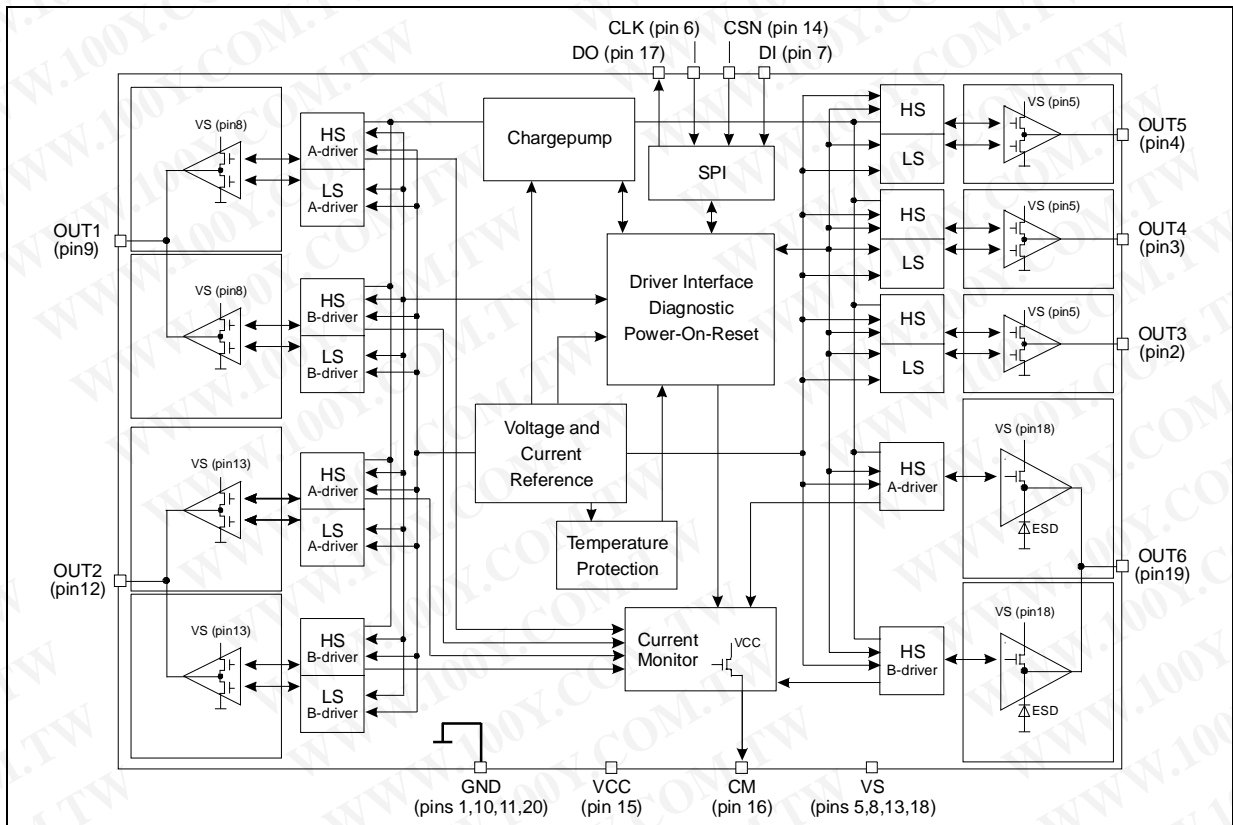 CLK (pin 6)
CSN (pin 14)
DO (pin 17)
DI (pin 7)
VS (pin8)
HS
A-driver
LS
A-driver
Chargepump
SPI
HS
LS
VS (pin5)
OUT5
(pin4)
OUT1
(pin9)
VS (pin8)
HS
B-driver
LS
B-driver
Driver Interface
Diagnostic
Power-On-Reset
HS
LS
VS (pin5)
OUT4
(pin3)
HS
LS
VS (pin5)
OUT3
(pin2)
VS (pin13)
HS
A-driver
LS
A-driver
Voltage and
Current
Reference
Temperature
Protection
HS
A-driver
VS (pin18)
ESD
OUT2
(pin12)
OUT6
(pin19)
VS (pin13)
HS
B-driver
LS
B-driver
Current
Monitor
VCC
HS
B-driver
VS (pin18)
ESD
GND
(pins 1,10,11,20)
VCC
(pin 15)
CM
(pin 16)
VS
(pins 5,8,13,18)
WWW.100Y.COM.TW